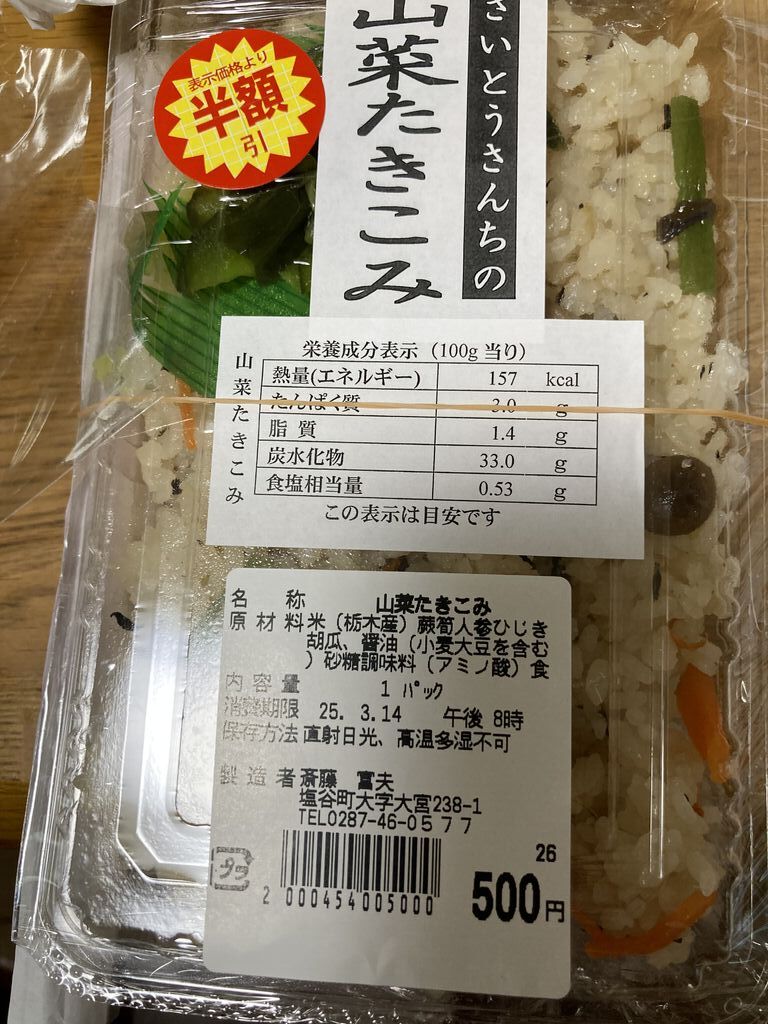 表示価格より
半額
引
さいとうさんちの
山菜たきこみ
山菜たきこみ
栄養成分表示（100g当り）
熱量(エネルギー) 157 kcal
たんぱく質 3.0 g
脂質 1.4 g
炭水化物 33.0 g
食塩相当量 0.53 g
この表示は目安です
名称 山菜たきこみ
原材料 米（栃木産）蕨筍人参ひじき
胡瓜、醤油（小麦大豆を含む
）砂糖調味料（アミノ酸）食
内容量 1パック
消費期限 25. 3.14 午後 8時
保存方法 直射日光、高温多湿不可
製造者 斎藤 富夫
塩谷町大字大宮238-1
TEL0287-46-0577
プラ
26
2 000454005000
500円